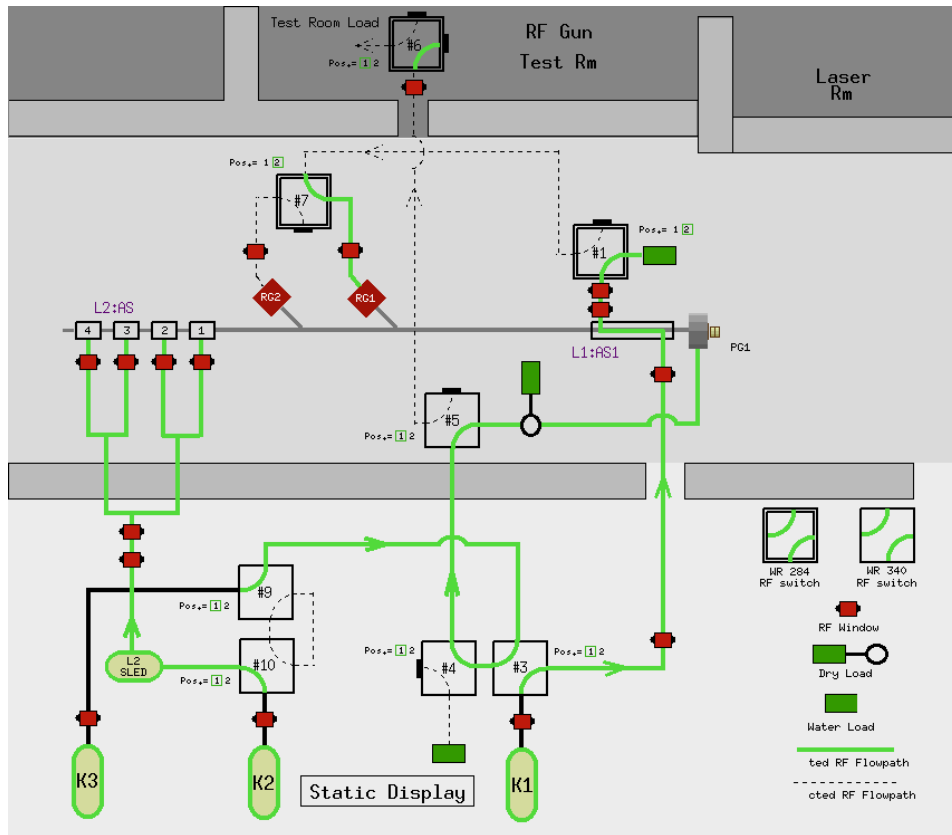 Test Room Load
#6
Pos.= 1 2
RF Gun
Test Rm
Laser
Rm
Pos.= 1 2
#7
Pos.= 1 2
#1
RG2
RG1
L2:AS
4 3 2 1
L1:AS1
PG1
#5
Pos.= 1 2
WR 284
RF switch
WR 340
RF switch
#9
Pos.= 1 2
RF Window
L2
SLED
#10
Pos.= 1 2
Pos.= 1 2
#4
#3
Pos.= 1 2
Dry Load
Water Load
ted RF Flowpath
cted RF Flowpath
K3
K2
K1
Static Display